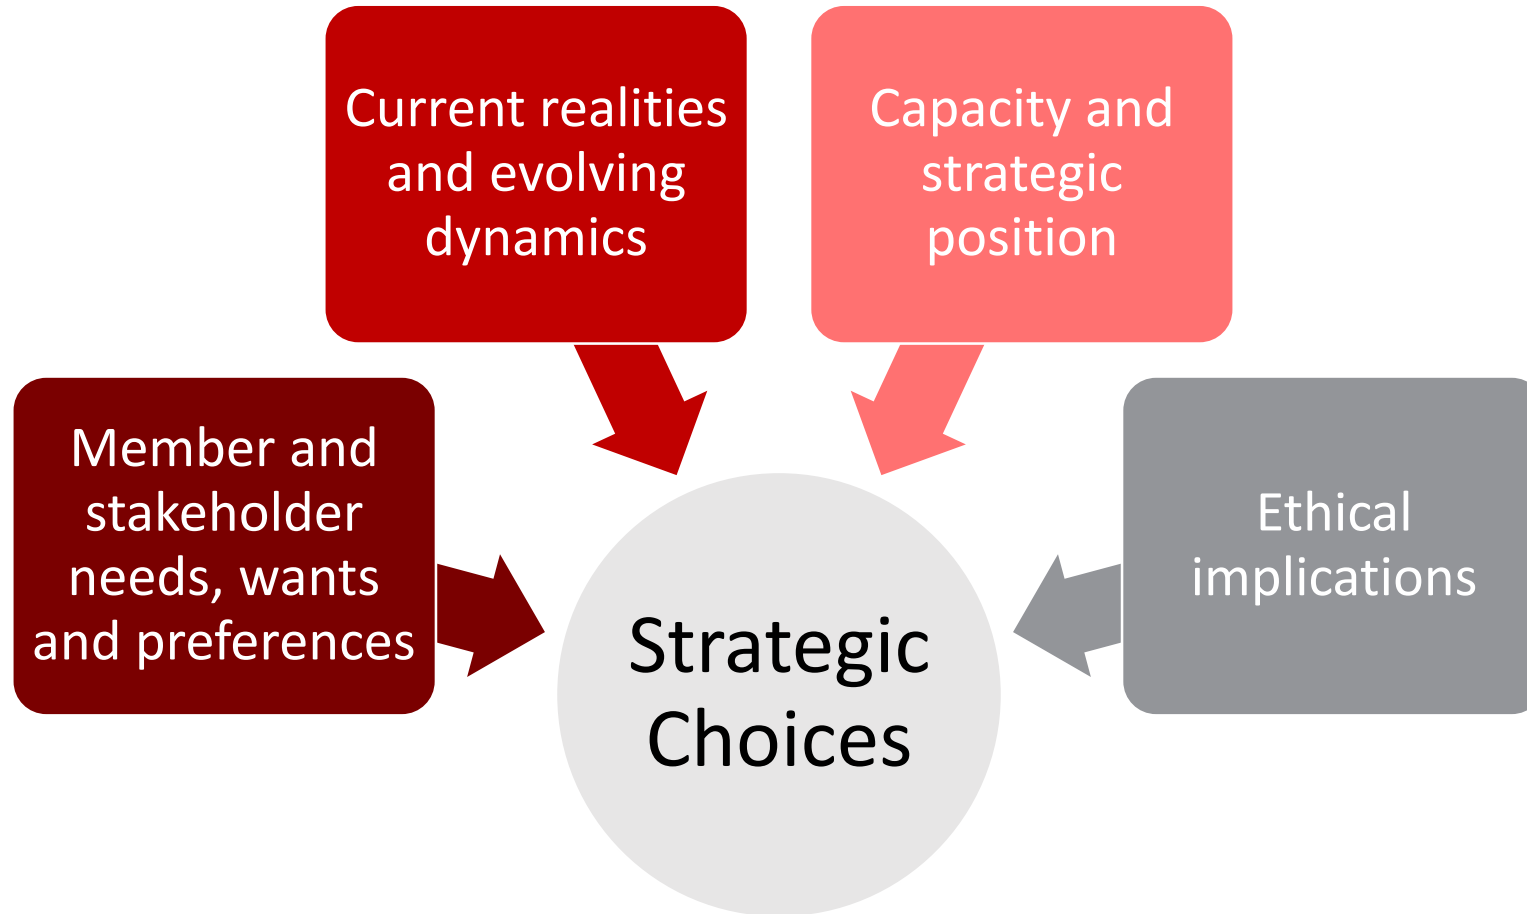 Current realities
and evolving
dynamics
Capacity and
strategic
position
Member and
stakeholder
needs, wants
and preferences
Ethical
implications
Strategic
Choices